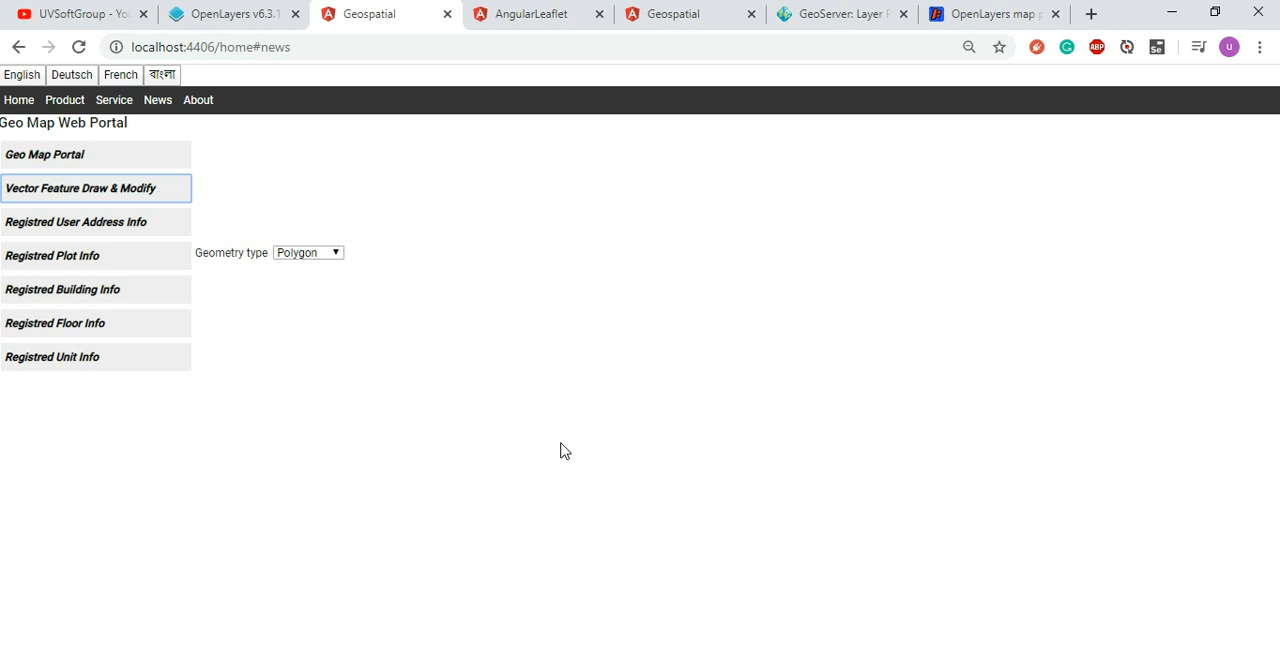 UVSoftGroup - Yo
OpenLayers v6.3.1
Geospatial
AngularLeaflet
Geospatial
GeoServer: Layer P
OpenLayers map p
localhost:4406/home#news
ABP
Se
U
English Deutsch French বাংলা
Home Product Service News About
Geo Map Web Portal
Geo Map Portal
Vector Feature Draw & Modify
Registred User Address Info
Registred Plot Info
Geometry type Polygon
Registred Building Info
Registred Floor Info
Registred Unit Info